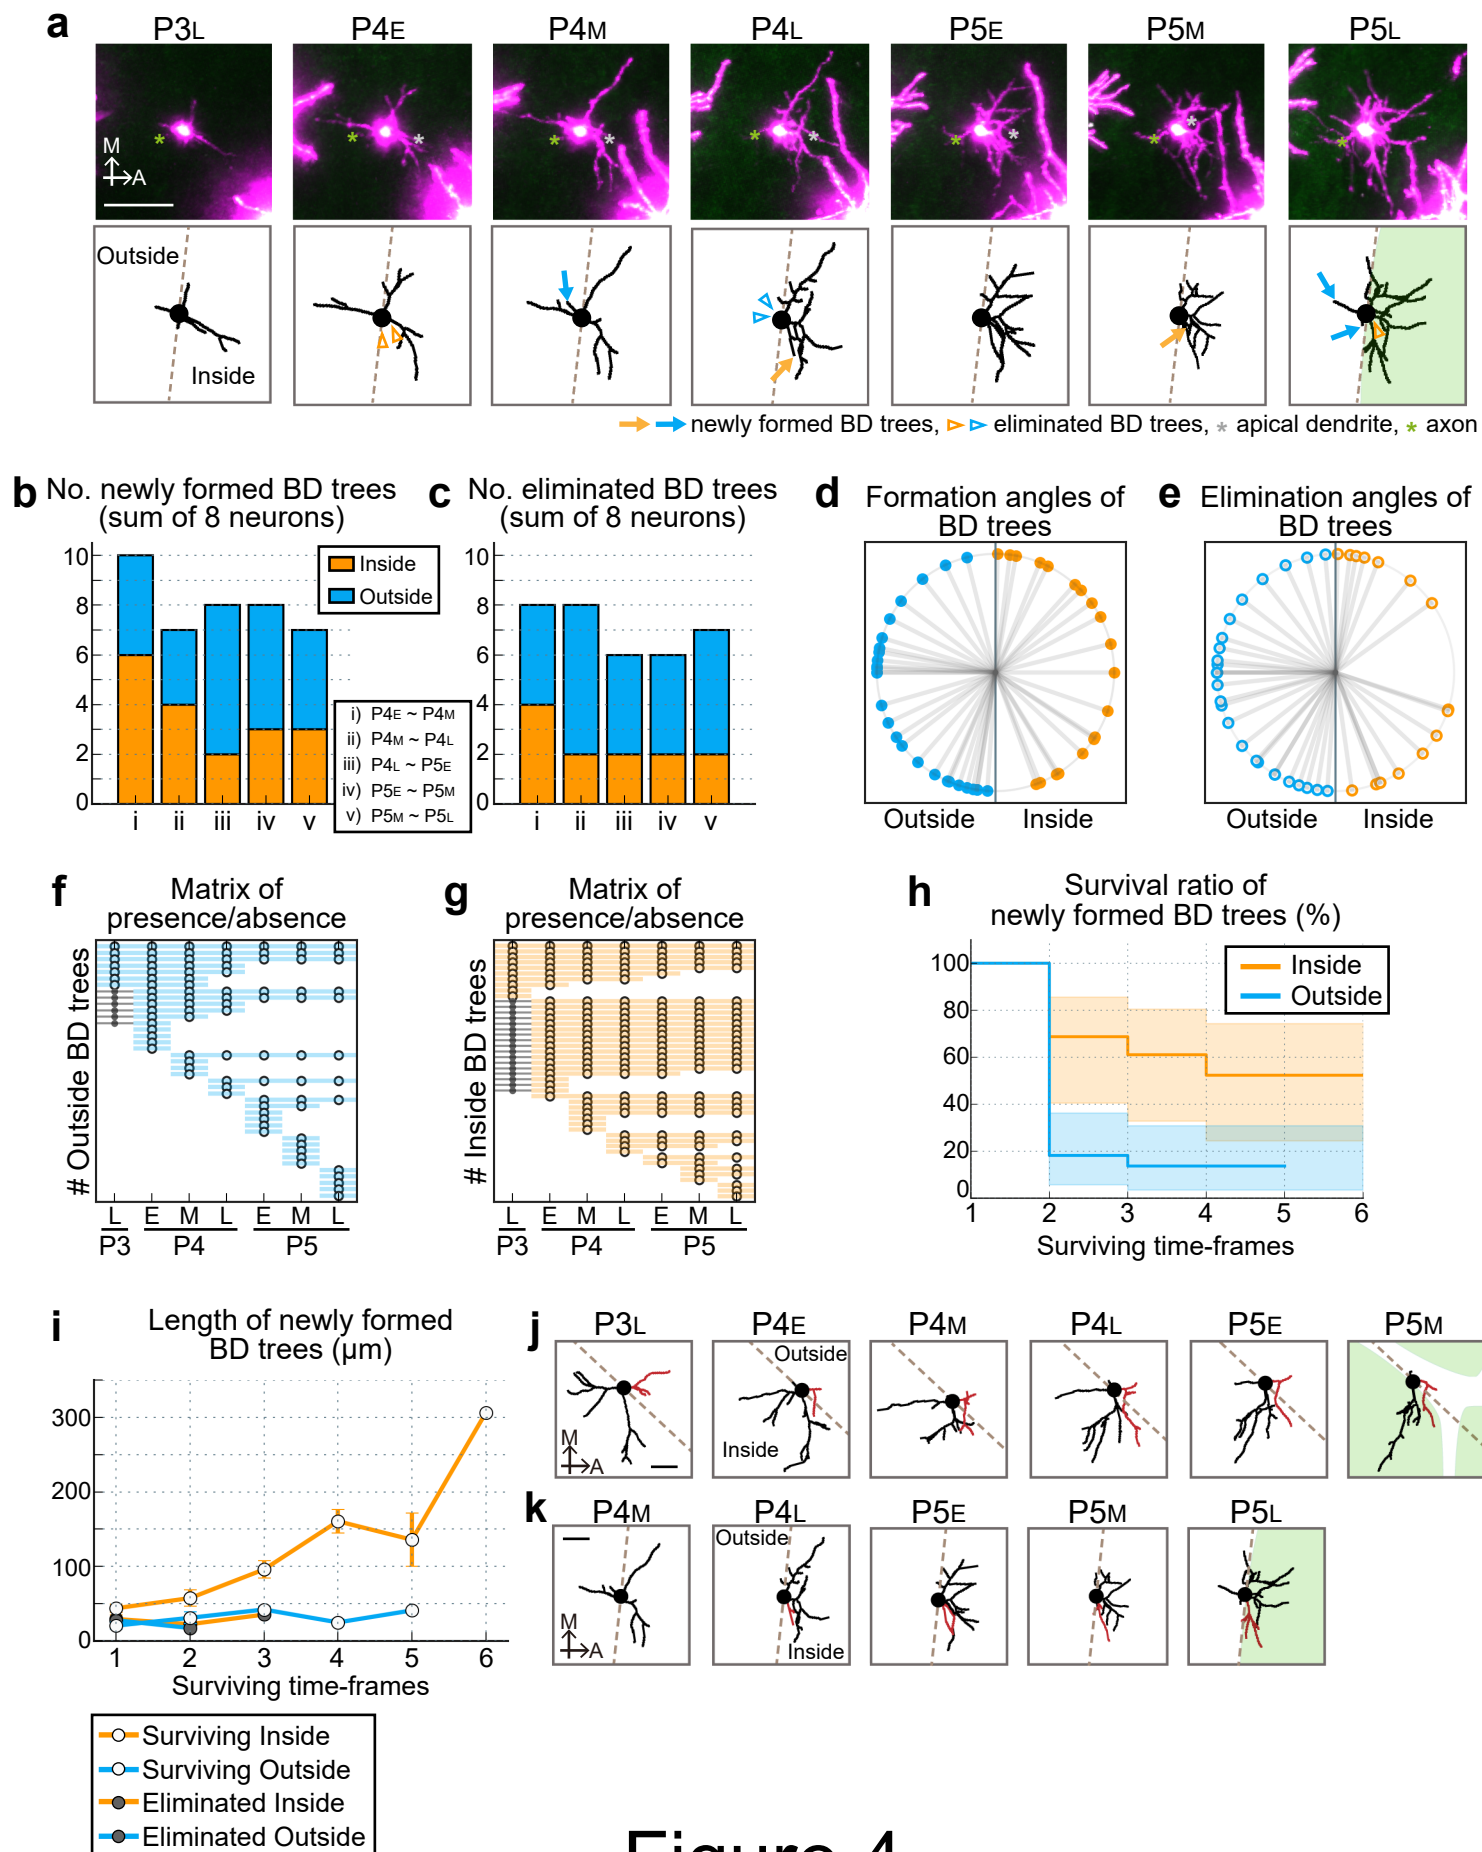 a
P3L P4E P4M P4L P5E P5M P5L
* * * * * * * * * * * *
M
A
Outside
Inside
newly formed BD trees, eliminated BD trees, * apical dendrite, * axon
b No. newly formed BD trees
(sum of 8 neurons)
10
8
6
4
2
0
i ii iii iv v
Inside
Outside
i) P4E ~ P4M
ii) P4M ~ P4L
iii) P4L ~ P5E
iv) P5E ~ P5M
v) P5M ~ P5L
c No. eliminated BD trees
(sum of 8 neurons)
10
8
6
4
2
0
i ii iii iv v
d Formation angles of
BD trees
Outside Inside
e Elimination angles of
BD trees
Outside Inside
f Matrix of
presence/absence
# Outside BD trees
L E M L E M L
P3 P4 P5
g Matrix of
presence/absence
# Inside BD trees
L E M L E M L
P3 P4 P5
h Survival ratio of
newly formed BD trees (%)
100
80
60
40
20
0
1 2 3 4 5 6
Surviving time-frames
Inside
Outside
i Length of newly formed
BD trees (µm)
300
200
100
0
1 2 3 4 5 6
Surviving time-frames
Surviving Inside
Surviving Outside
Eliminated Inside
Eliminated Outside
j P3L P4E P4M P4L P5E P5M
M
A
Outside
Inside
k P4M P4L P5E P5M P5L
M
A
Outside
Inside